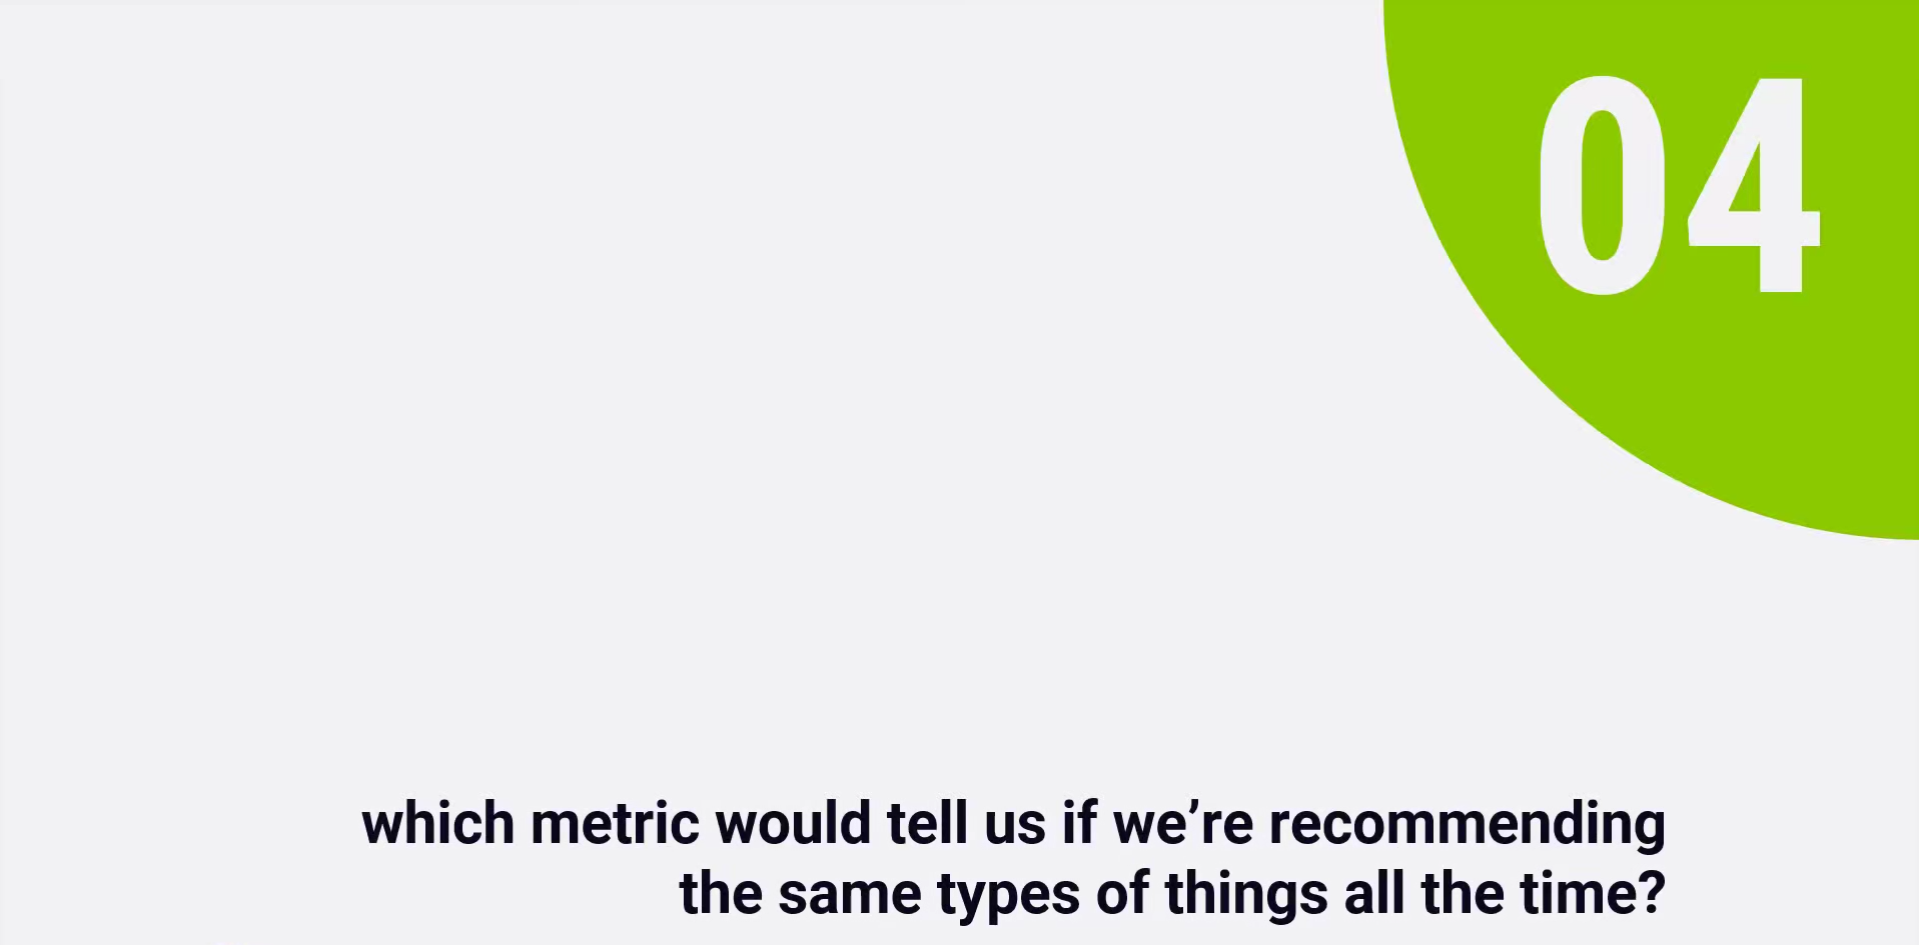 04
which metric would tell us if we’re recommending
the same types of things all the time?